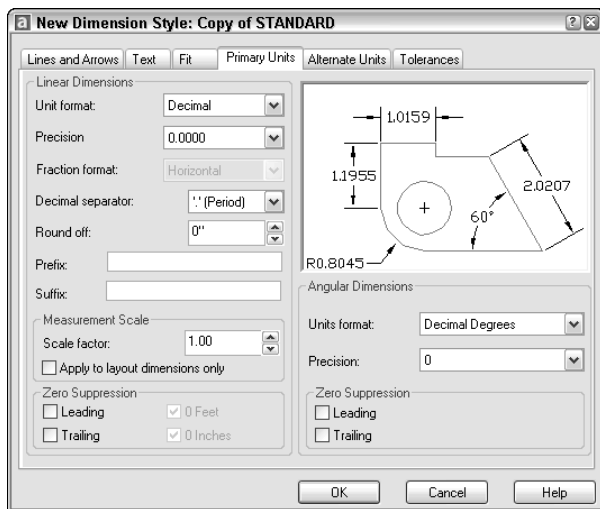 a New Dimension Style: Copy of STANDARD ? X
Lines and Arrows Text Fit Primary Units Alternate Units Tolerances
Linear Dimensions
Unit format: Decimal
Precision 0.0000
Fraction format: Horizontal
Decimal separator: '.' (Period)
Round off: 0"
Prefix:
Suffix:
Measurement Scale
Scale factor: 1.00
Apply to layout dimensions only
Zero Suppression
Leading 0 Feet
Trailing 0 Inches
1.0159
1.1955
2.0207
60°
R0.8045
Angular Dimensions
Units format: Decimal Degrees
Precision: 0
Zero Suppression
Leading
Trailing
OK Cancel Help